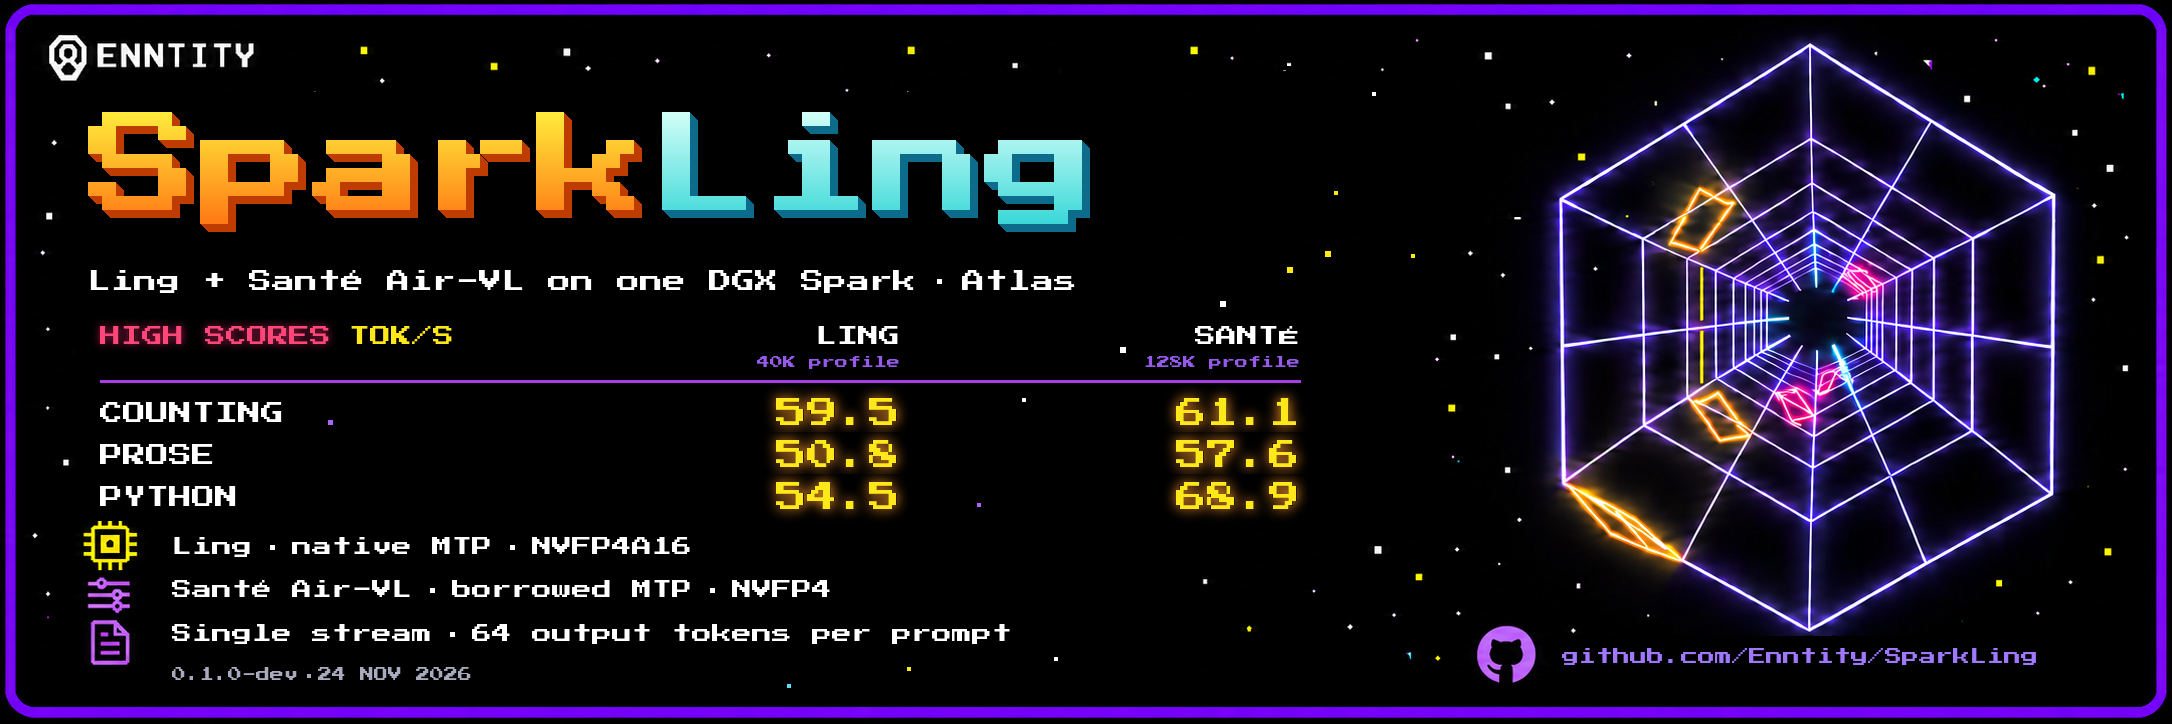 ENNTITY
SparkLing
Ling + Santé Air-VL on one DGX Spark · Atlas
HIGH SCORES TOK/S LING SANTé
40K profile 128K profile
COUNTING 59.5 61.1
PROSE 50.8 57.6
PYTHON 54.5 68.9
Ling · native MTP · NVFP4A16
Santé Air-VL · borrowed MTP · NVFP4
Single stream · 64 output tokens per prompt
0.1.0-dev · 24 NOV 2026
github.com/Enntity/SparkLing